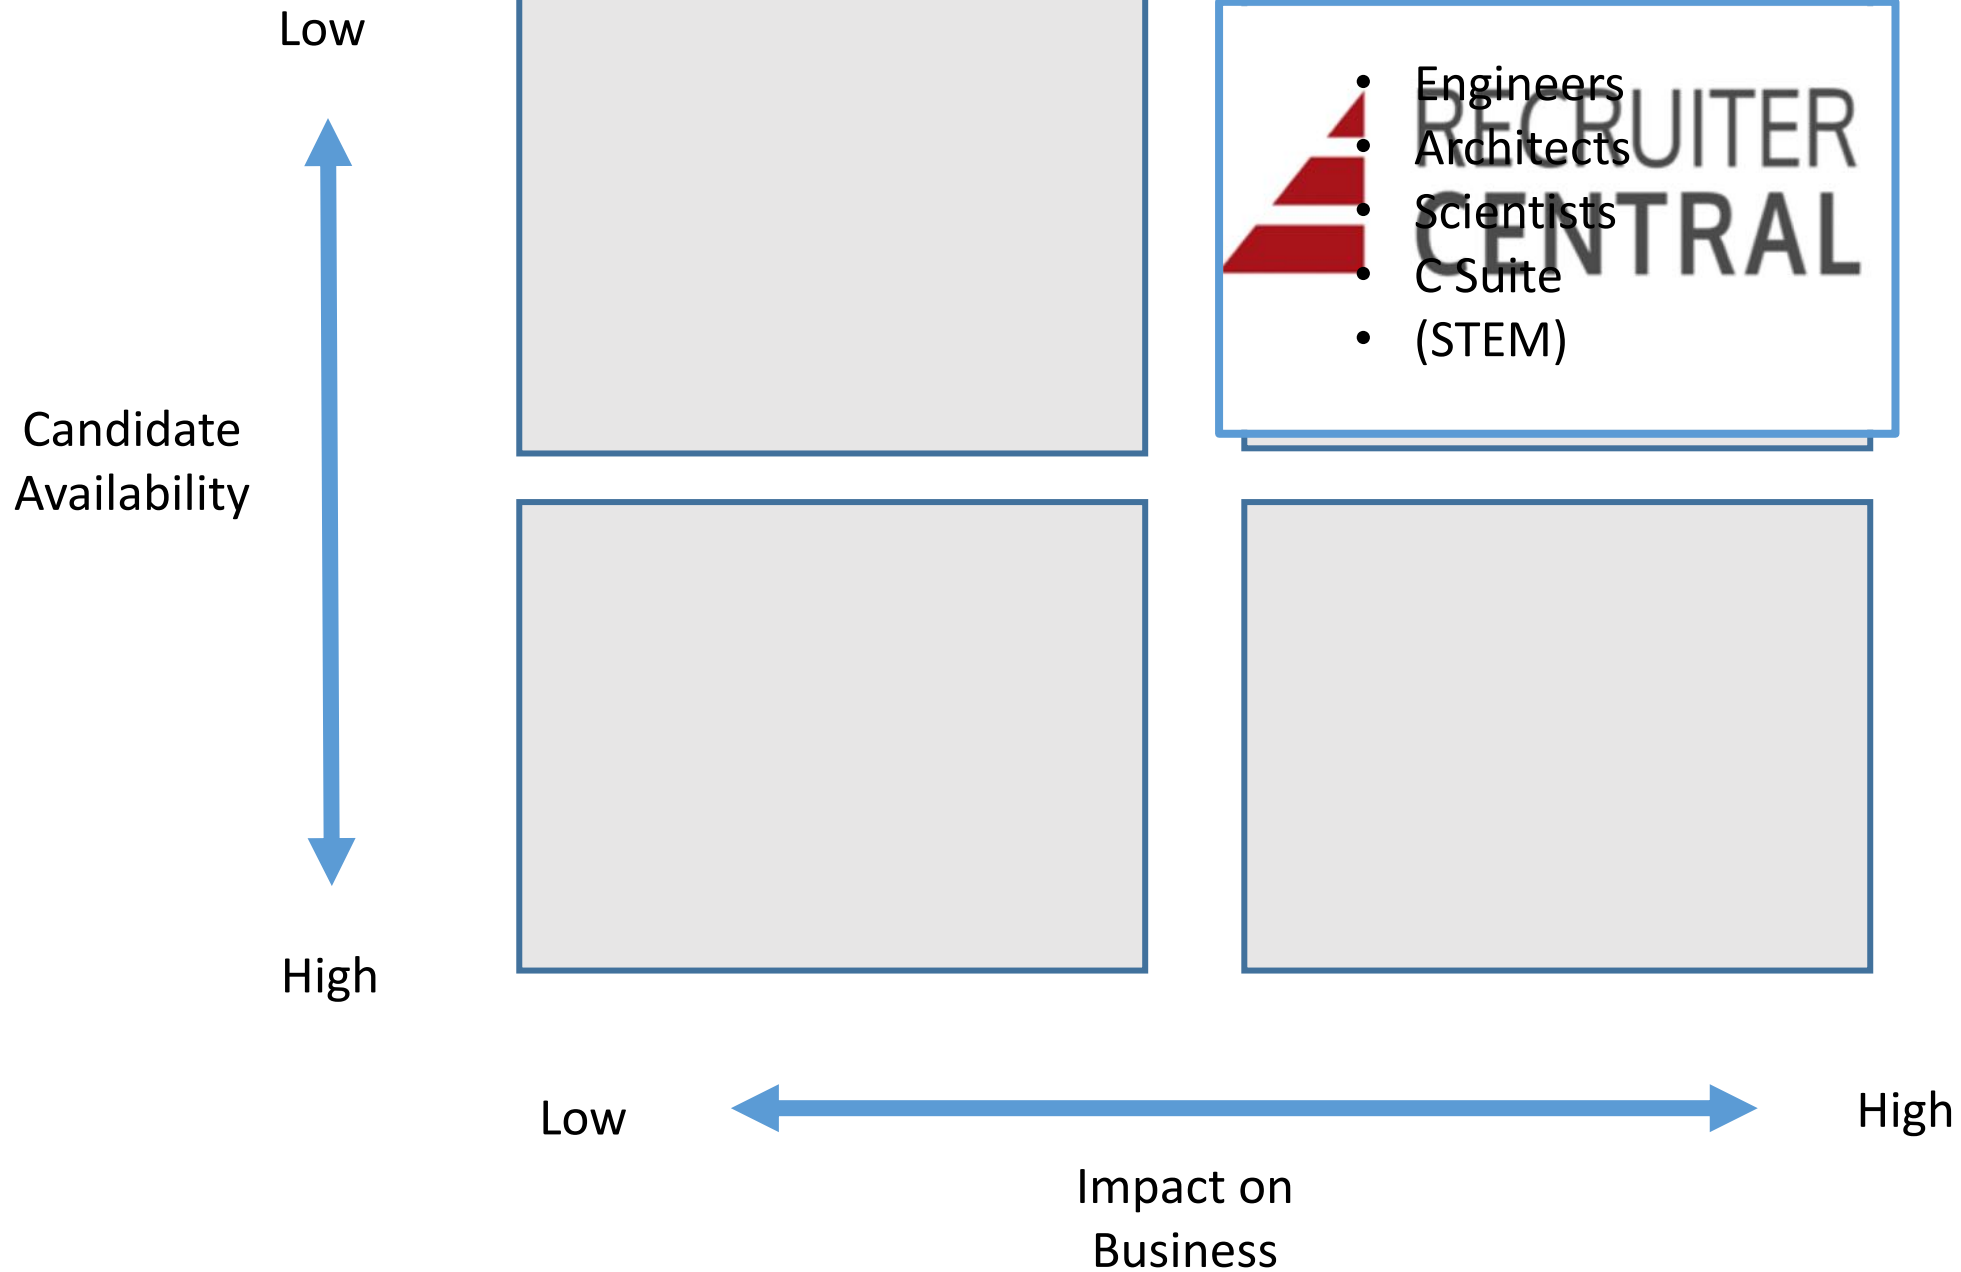 Low
Engineers
Architects
Scientists
C Suite
(STEM)
RECRUITER
CENTRAL
Candidate
Availability
High
Low
High
Impact on
Business